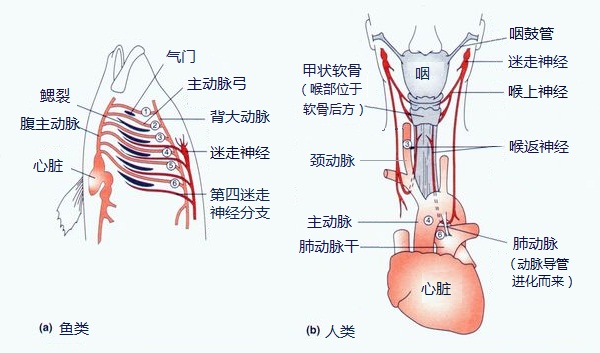 气门
主动脉弓
鳃裂
背大动脉
腹主动脉
迷走神经
心脏
第四迷走
神经分支
①
②
③
④
⑤
⑥
(a) 鱼类
咽鼓管
咽
迷走神经
甲状软骨
(喉部位于
软骨后方)
喉上神经
③
喉返神经
颈动脉
主动脉
④
肺动脉干
⑥
肺动脉
(动脉导管
进化而来)
心脏
(b) 人类